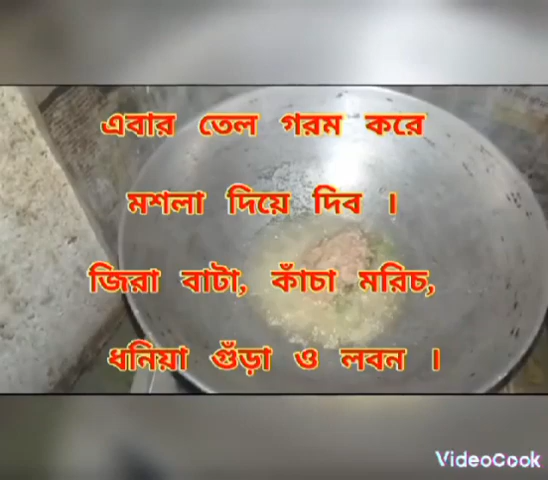 এবার তেল গরম করে
মশলা দিয়ে দিব ।
জিরা বাটা, কাঁচা মরিচ,
ধনিয়া গুঁড়া ও লবন ।
VideoCook